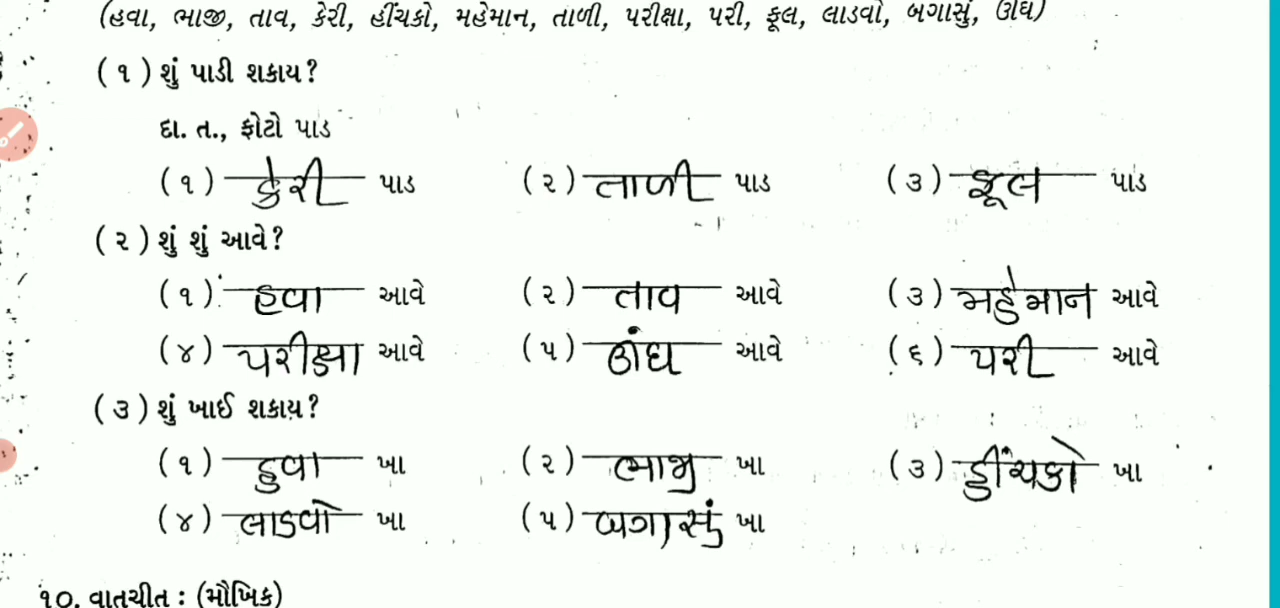 (હવા, ભાજી, તાવ, કેરી, હીંચકો, મહેમાન, તાળી, પરીક્ષા, પરી, ફૂલ, લાડવો, બગાસું, ઊંઘ)
(૧) શું પાડી શકાય?
દા. ત., ફોટો પાડ
(૧) કેરી પાડ (૨) તાળી પાડ (૩) ફૂલ પાડ
(૨) શું શું આવે?
(૧) હવા આવે (૨) તાવ આવે (૩) મહેમાન આવે
(૪) પરીક્ષા આવે (૫) ઊંઘ આવે (૬) પરી આવે
(૩) શું ખાઈ શકાય?
(૧) હવા ખા (૨) ભાજી ખા (૩) હીંચકો ખા
(૪) લાડવો ખા (૫) બગાસું ખા
૧૦. વાતચીત : (મૌખિક)